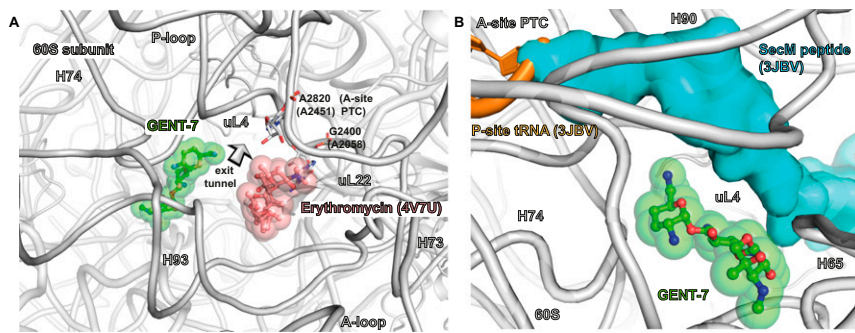 A
60S subunit
P-loop
H74
GENT-7
uL4
A2820 (A-site
(A2451) PTC)
G2400
(A2058)
exit
tunnel
uL22
Erythromycin (4V7U)
H93
H73
A-loop
B
A-site PTC
H90
SecM peptide
(3JBV)
P-site tRNA (3JBV)
uL4
H74
H65
GENT-7
60S